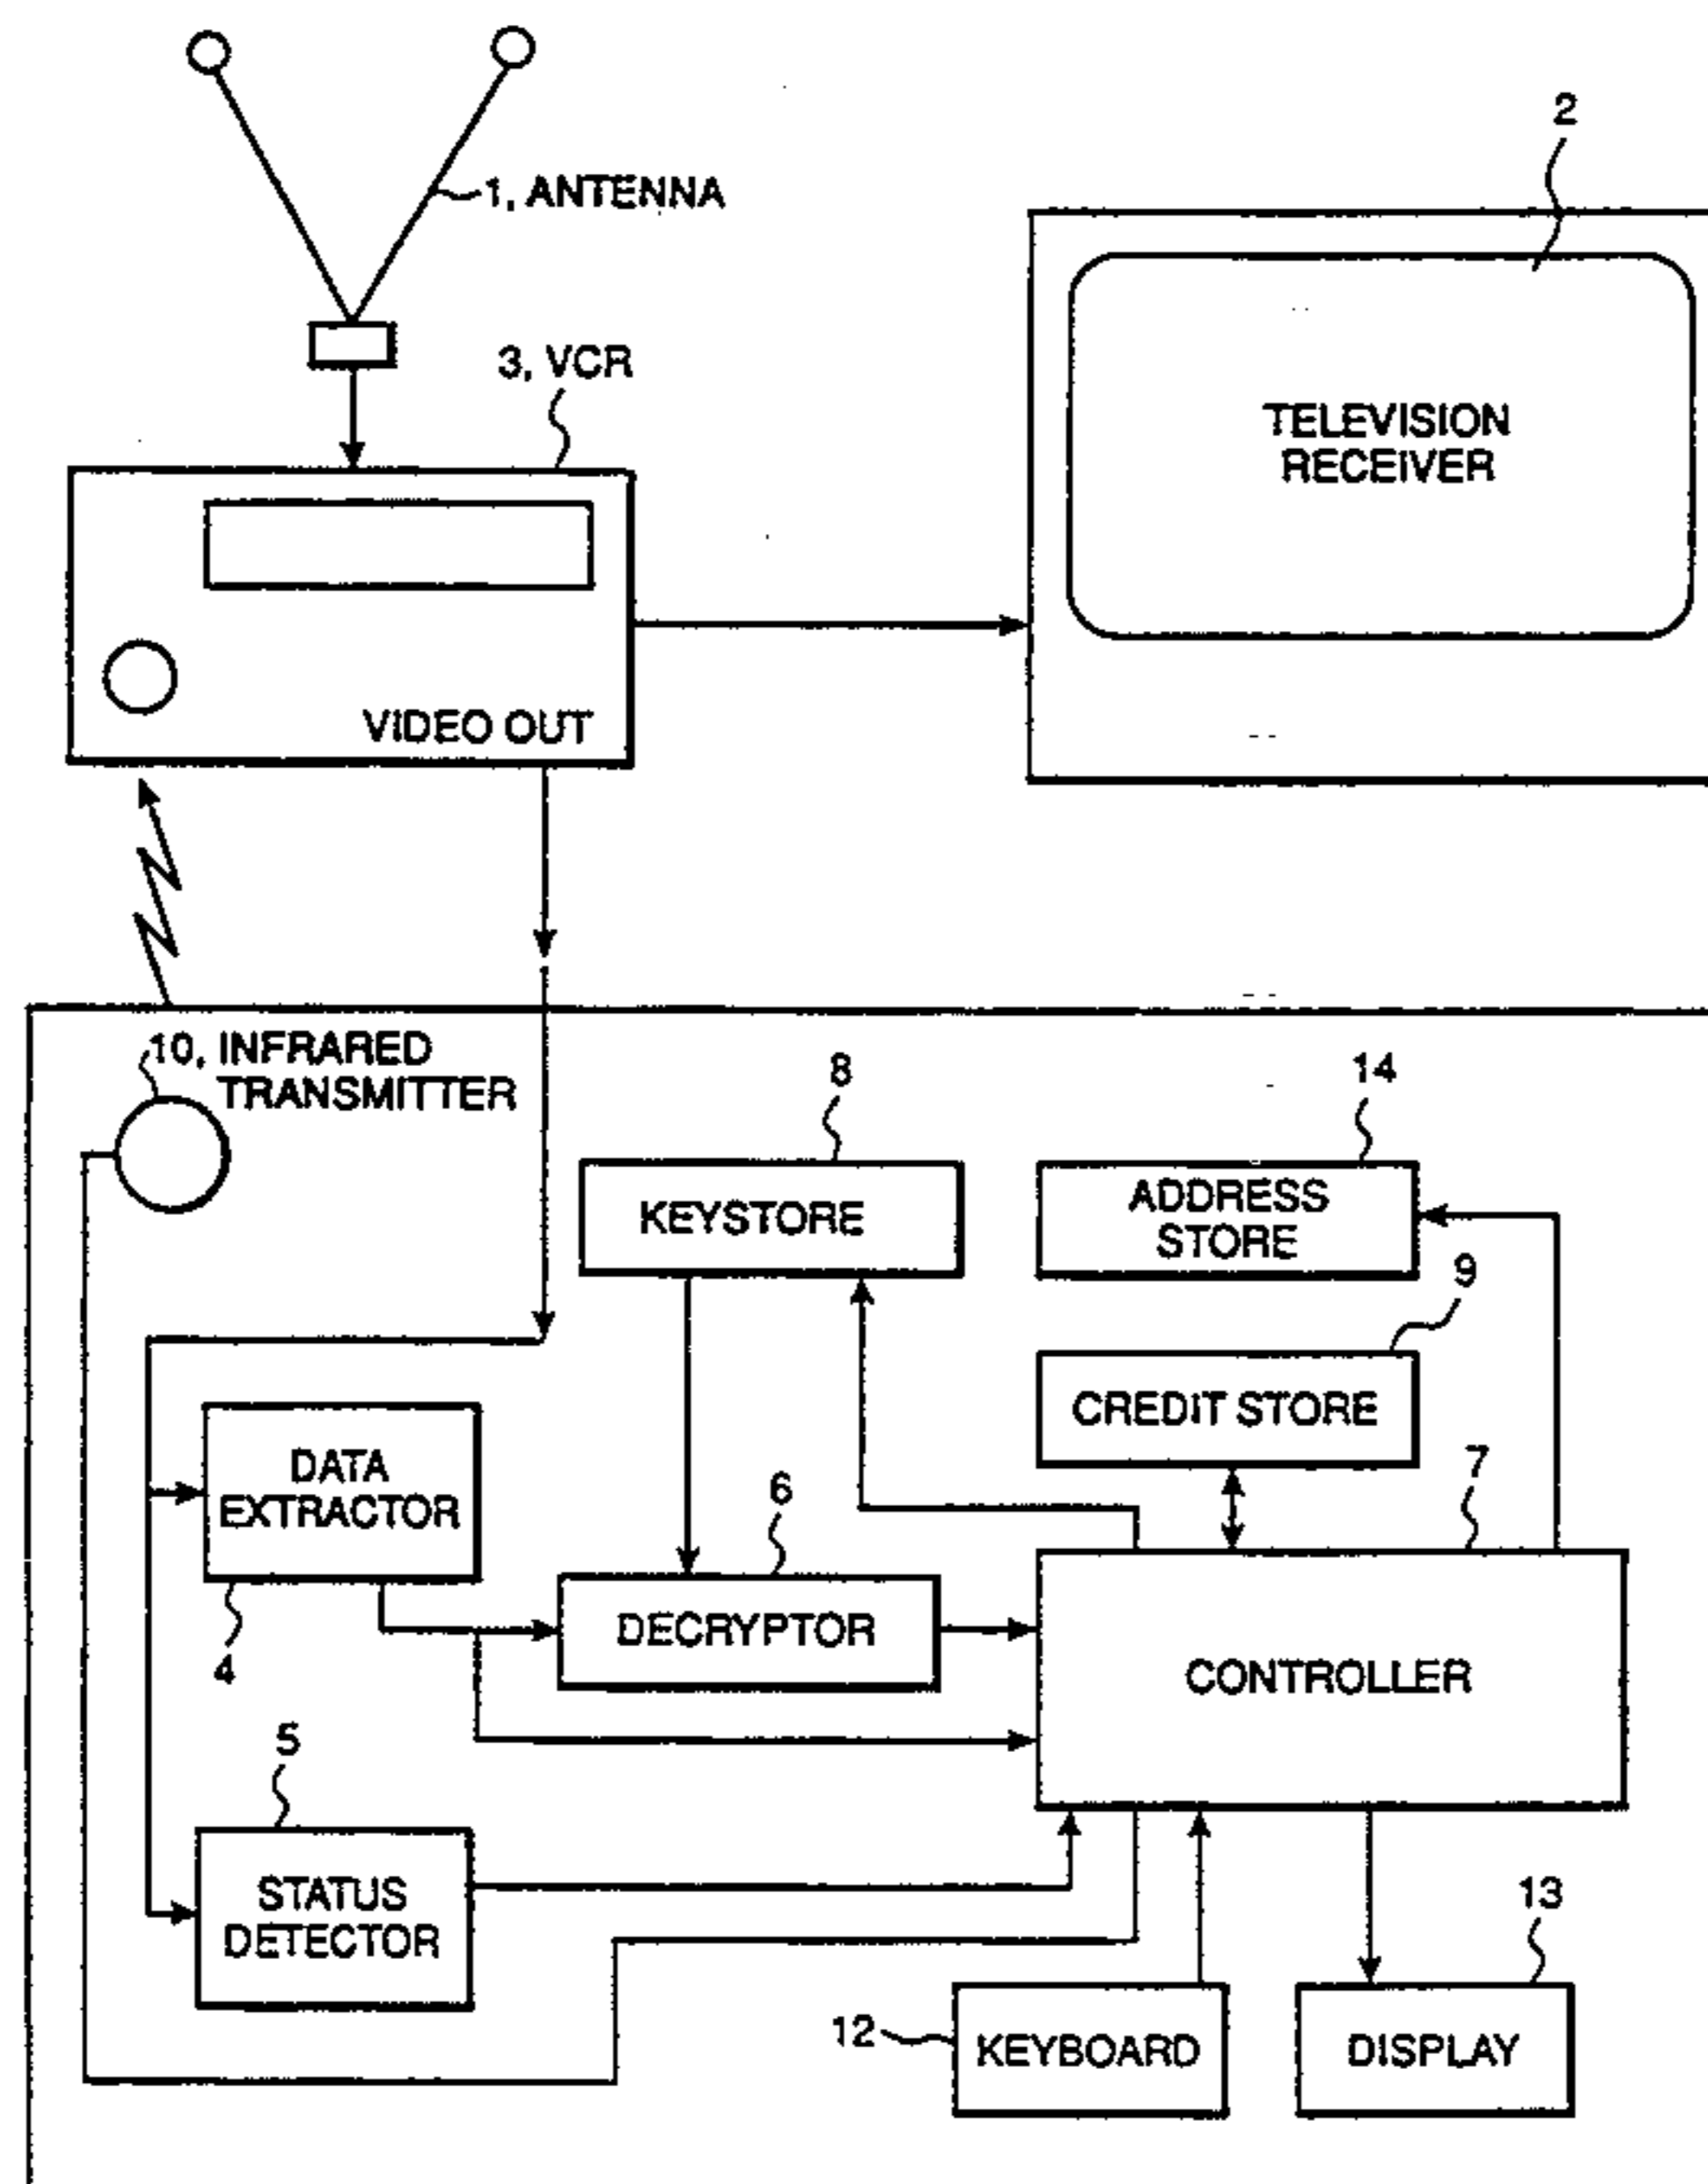 2
1, ANTENNA
3, VCR
TELEVISION
RECEIVER
VIDEO OUT
10, INFRARED
TRANSMITTER
8
14
KEYSTORE
ADDRESS
STORE
9
CREDIT STORE
DATA
EXTRACTOR
6
7
DECRYPTOR
4
CONTROLLER
5
STATUS
DETECTOR
13
12
KEYBOARD
DISPLAY